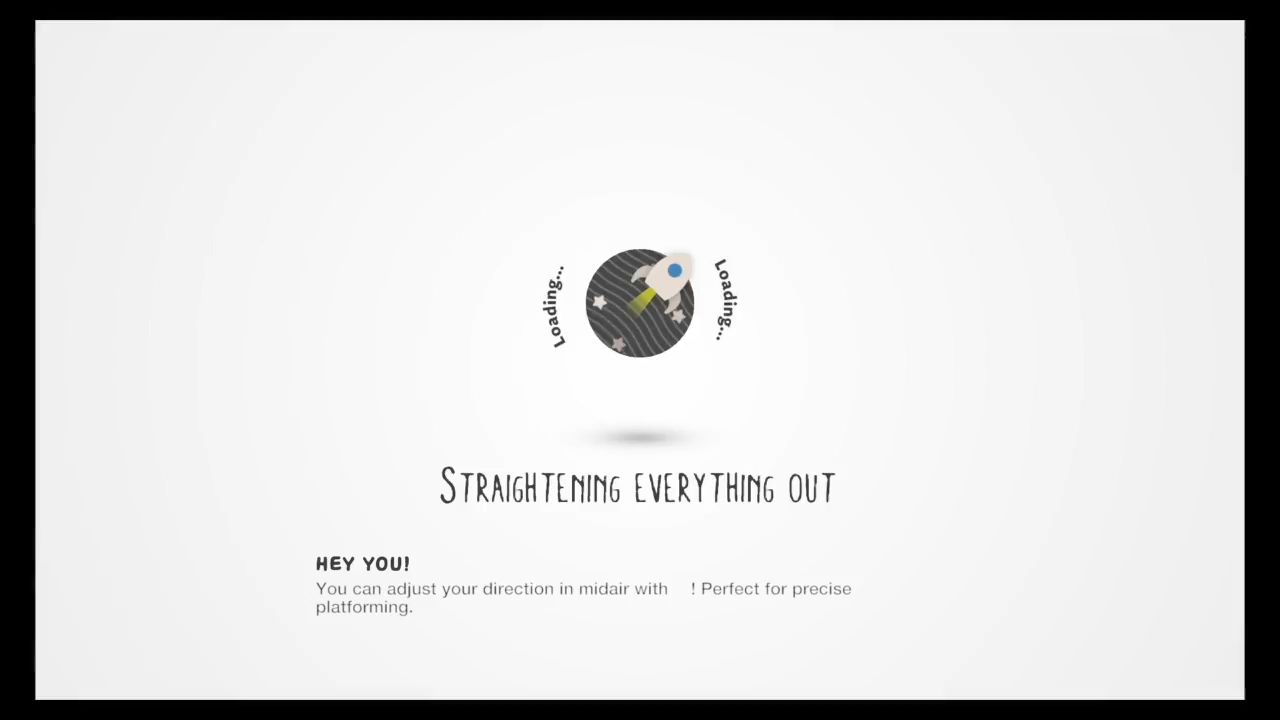 Loading... Loading...
STRAIGHTENING EVERYTHING OUT
HEY YOU!
You can adjust your direction in midair with ! Perfect for precise
platforming.